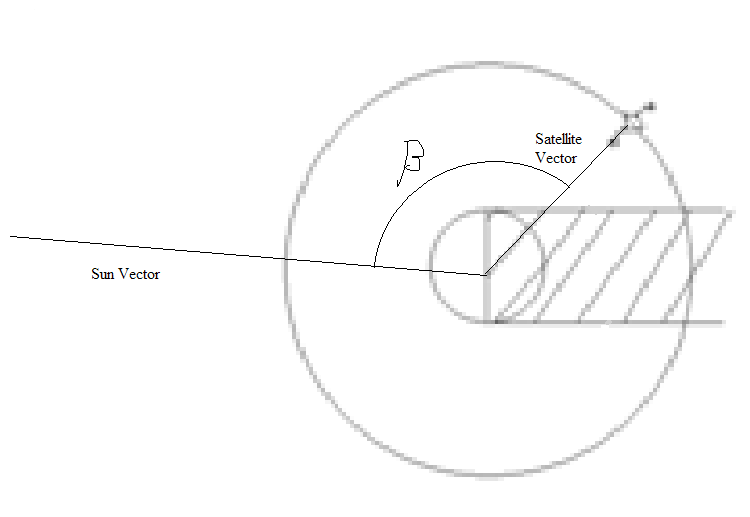 β
Satellite
Vector
Sun Vector